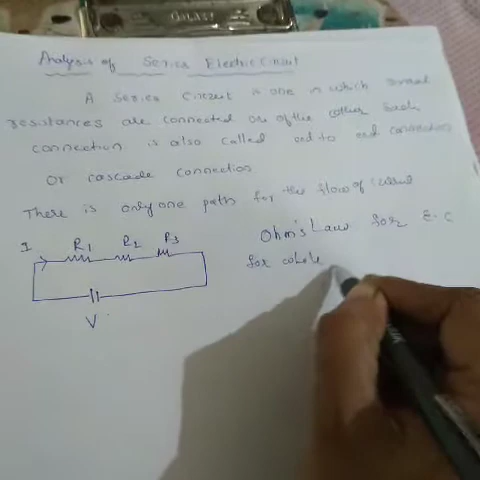 GALAXY
Analysis of Series Electric Circuit
A Series Circuit is one in which several
resistances are connected one after the other Such
connection is also called end to end connection
or cascade connection
There is only one path for the flow of current
I R1 R2 R3
V
Ohm's Law for E.C
for whole